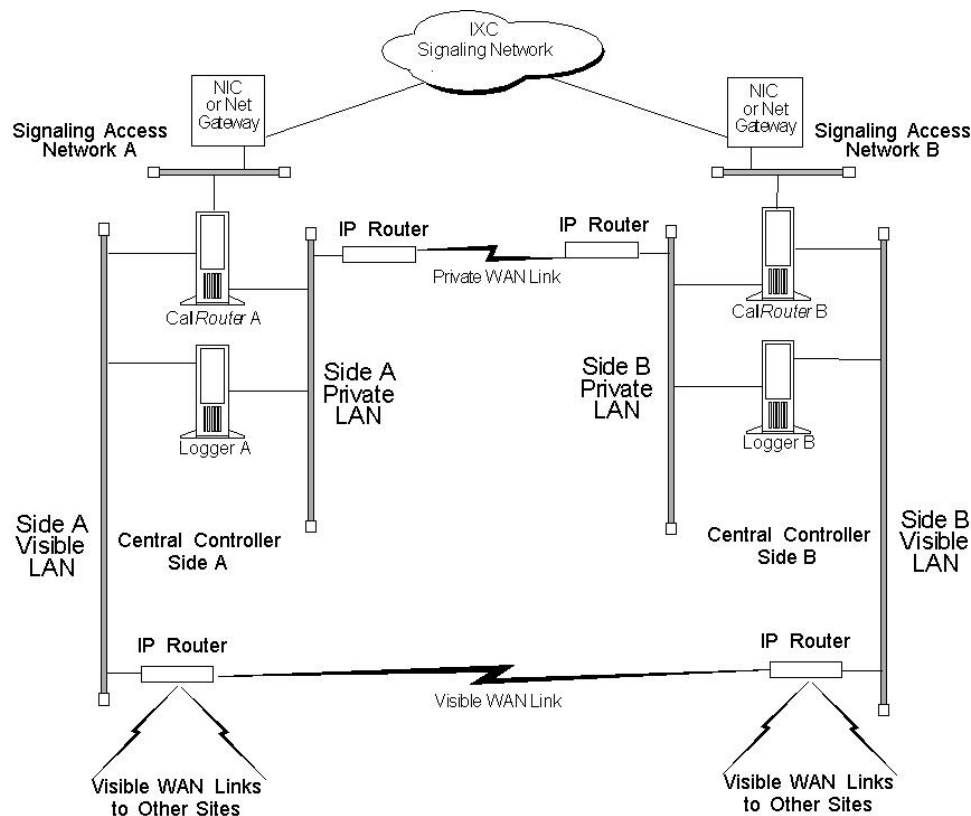 IXC
Signaling Network
NIC
or Net
Gateway
NIC
or Net
Gateway
Signaling Access
Network A
Signaling Access
Network B
IP Router
IP Router
Private WAN Link
CalRouter A
CalRouter B
Side A
Private
LAN
Side B
Private
LAN
Logger A
Logger B
Side A
Visible
LAN
Central Controller
Side A
Central Controller
Side B
Side B
Visible
LAN
IP Router
IP Router
Visible WAN Link
Visible WAN Links
to Other Sites
Visible WAN Links
to Other Sites